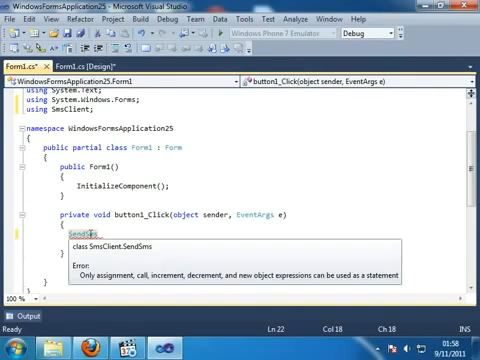 WindowsFormsApplication25 - Microsoft Visual Studio
File Edit View Refactor Project Build Debug Team Data Tools Architecture Test Analyze Window Help
Windows Phone 7 Emulator Debug
Form1.cs* Form1.cs [Design]*
WindowsFormsApplication25.Form1 button1_Click(object sender, EventArgs e)
using System.Text;
using System.Windows.Forms;
using SmsClient;
namespace WindowsFormsApplication25
{
public partial class Form1 : Form
{
public Form1()
{
InitializeComponent();
}
private void button1_Click(object sender, EventArgs e)
{
SendSms
class SmsClient.SendSms
Error:
Only assignment, call, increment, decrement, and new object expressions can be used as a statement
}
}
}
100 %
Output
Ready Ln 22 Col 18 Ch 18 INS
01:58
9/11/2011